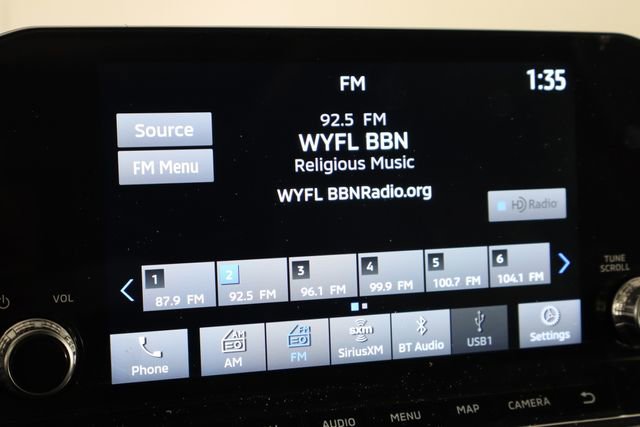 FM
1:35
Source
FM Menu
92.5 FM
WYFL BBN
Religious Music
WYFL BBNRadio.org
HD Radio
TUNE
SCROLL
VOL
1
87.9 FM
2
92.5 FM
3
96.1 FM
4
99.9 FM
5
100.7 FM
6
104.1 FM
Phone
AM
AM
FM
FM
sxm
SiriusXM
BT Audio
USB1
Settings
AUDIO
MENU
MAP
CAMERA